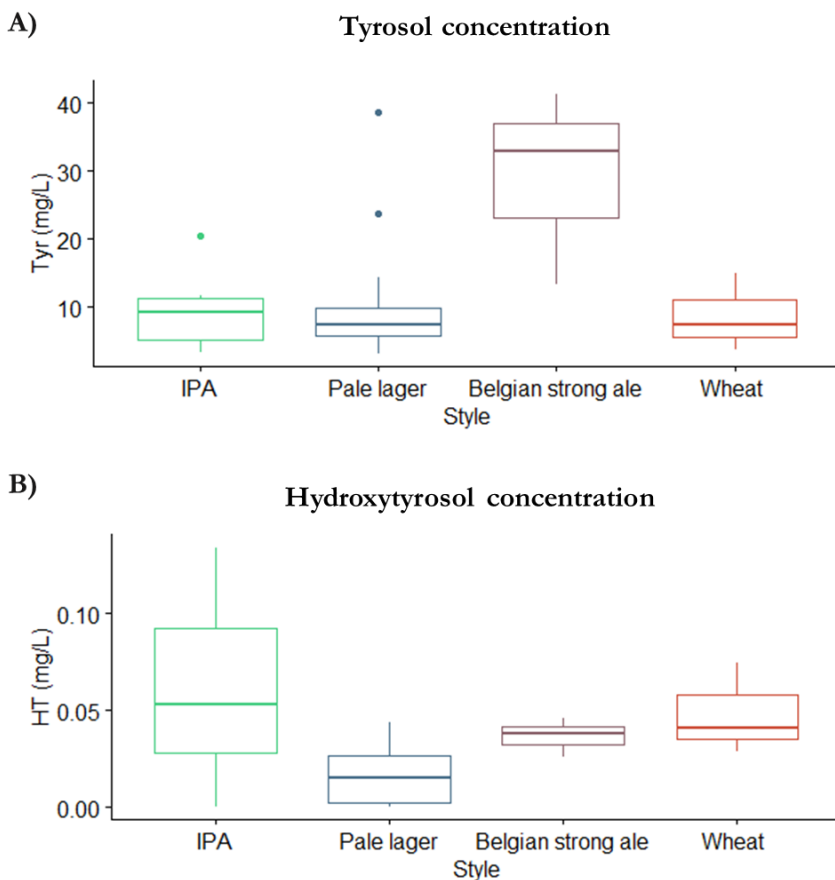 A)
Tyrosol concentration
Tyr (mg/L)
40
30
20
10
IPA
Pale lager
Belgian strong ale
Wheat
Style
B)
Hydroxytyrosol concentration
HT (mg/L)
0.10
0.05
0.00
IPA
Pale lager
Belgian strong ale
Wheat
Style